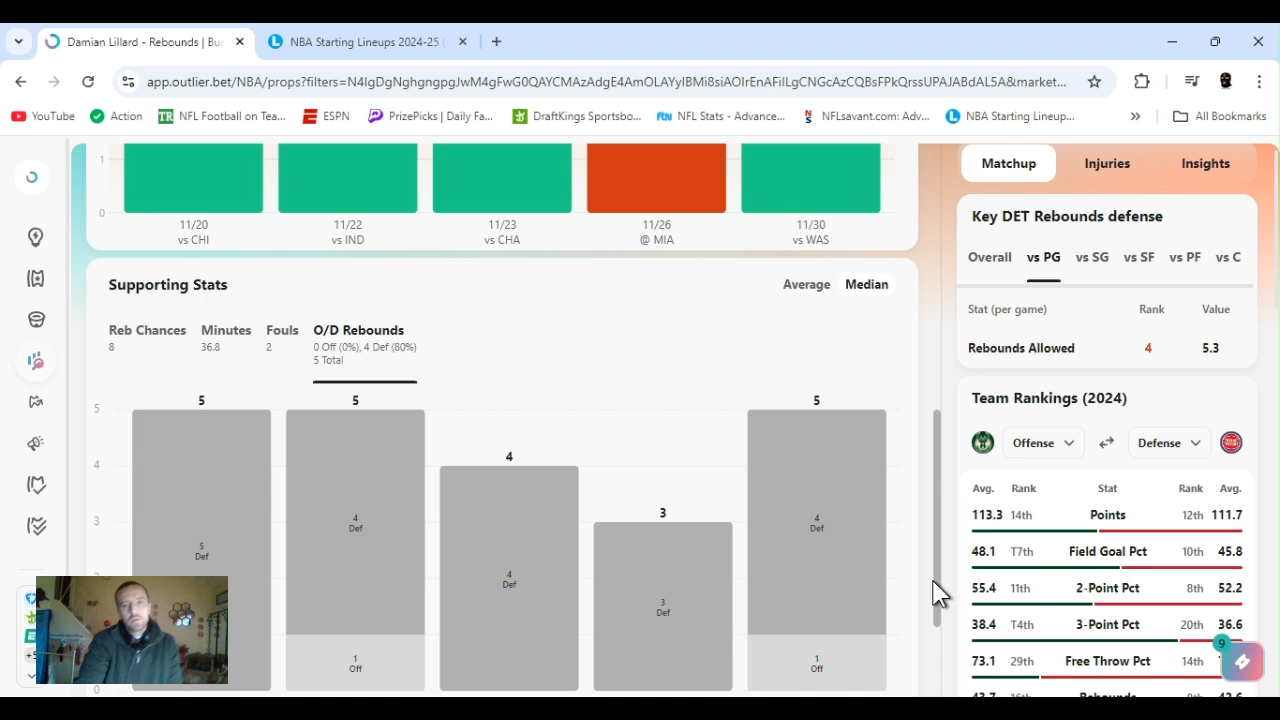 Damian Lillard - Rebounds | Buc
NBA Starting Lineups 2024-25 (
app.outlier.bet/NBA/props?filters=N4IgDgNghgngpgJwM4gFwG0QAYCMAzAdgE4AmOLAYyIBMi8siAOIrEnAFiILgCNGcAzCQBsFPkQrssUPAJABdAL5A&market...
YouTube
Action
NFL Football on Tea...
ESPN
PrizePicks | Daily Fa...
DraftKings Sportsbo...
NFL Stats - Advance...
NFLsavant.com: Adv...
NBA Starting Lineup...
All Bookmarks
1
0
11/20
vs CHI
11/22
vs IND
11/23
vs CHA
11/26
@ MIA
11/30
vs WAS
Supporting Stats
Average Median
Reb Chances
8
Minutes
36.8
Fouls
2
O/D Rebounds
0 Off (0%), 4 Def (80%)
5 Total
5 5 4 3 5
5
4
3
0
5
Def
4
Def
4
Def
3
Def
4
Def
1
Off
1
Off
Matchup Injuries Insights
Key DET Rebounds defense
Overall vs PG vs SG vs SF vs PF vs C
Stat (per game) Rank Value
Rebounds Allowed 4 5.3
Team Rankings (2024)
Offense Defense
Avg. Rank Stat Rank Avg.
113.3 14th Points 12th 111.7
48.1 T7th Field Goal Pct 10th 45.8
55.4 11th 2-Point Pct 8th 52.2
38.4 T4th 3-Point Pct 20th 36.6
73.1 29th Free Throw Pct 14th
9